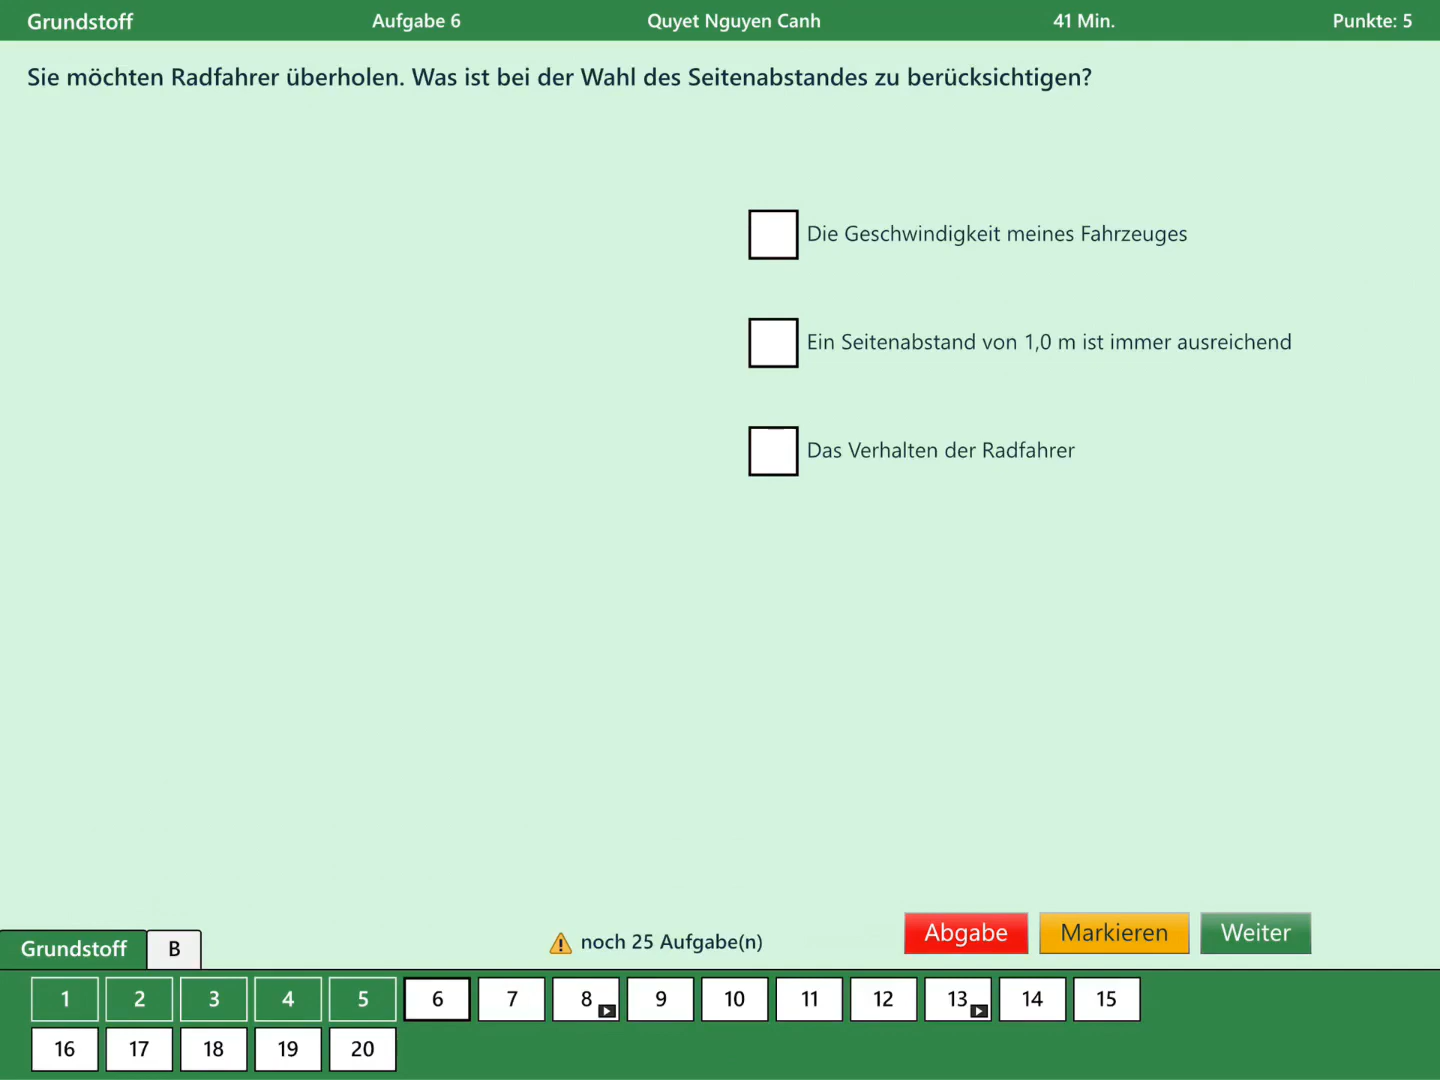 Grundstoff Aufgabe 6 Quyet Nguyen Canh 41 Min. Punkte: 5
Sie möchten Radfahrer überholen. Was ist bei der Wahl des Seitenabstandes zu berücksichtigen?
Die Geschwindigkeit meines Fahrzeuges
Ein Seitenabstand von 1,0 m ist immer ausreichend
Das Verhalten der Radfahrer
Grundstoff B noch 25 Aufgabe(n) Abgabe Markieren Weiter
1 2 3 4 5 6 7 8 9 10 11 12 13 14 15
16 17 18 19 20